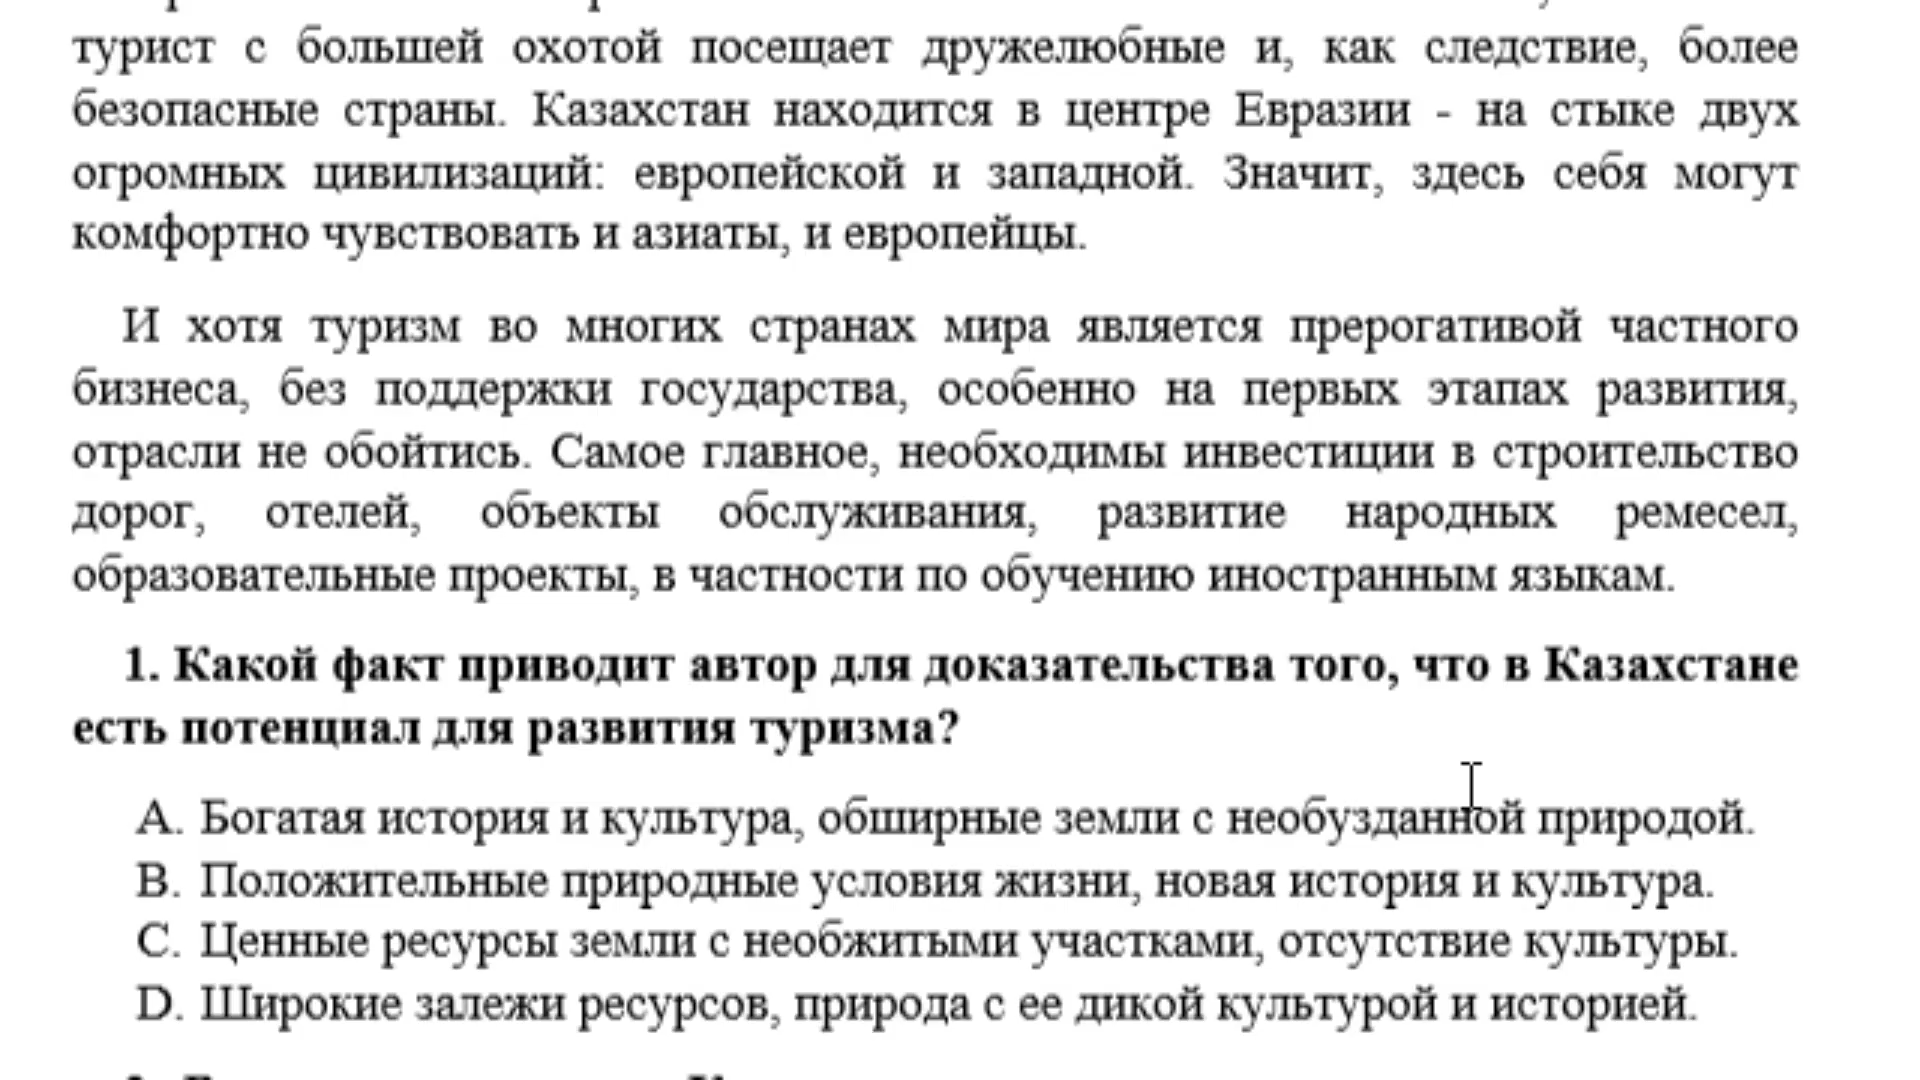 турист с большей охотой посещает дружелюбные и, как следствие, более
безопасные страны. Казахстан находится в центре Евразии - на стыке двух
огромных цивилизаций: европейской и западной. Значит, здесь себя могут
комфортно чувствовать и азиаты, и европейцы.
И хотя туризм во многих странах мира является прерогативой частного
бизнеса, без поддержки государства, особенно на первых этапах развития,
отрасли не обойтись. Самое главное, необходимы инвестиции в строительство
дорог, отелей, объекты обслуживания, развитие народных ремесел,
образовательные проекты, в частности по обучению иностранным языкам.
1. Какой факт приводит автор для доказательства того, что в Казахстане
есть потенциал для развития туризма?
A. Богатая история и культура, обширные земли с необузданной природой.
B. Положительные природные условия жизни, новая история и культура.
C. Ценные ресурсы земли с необжитыми участками, отсутствие культуры.
D. Широкие залежи ресурсов, природа с ее дикой культурой и историей.